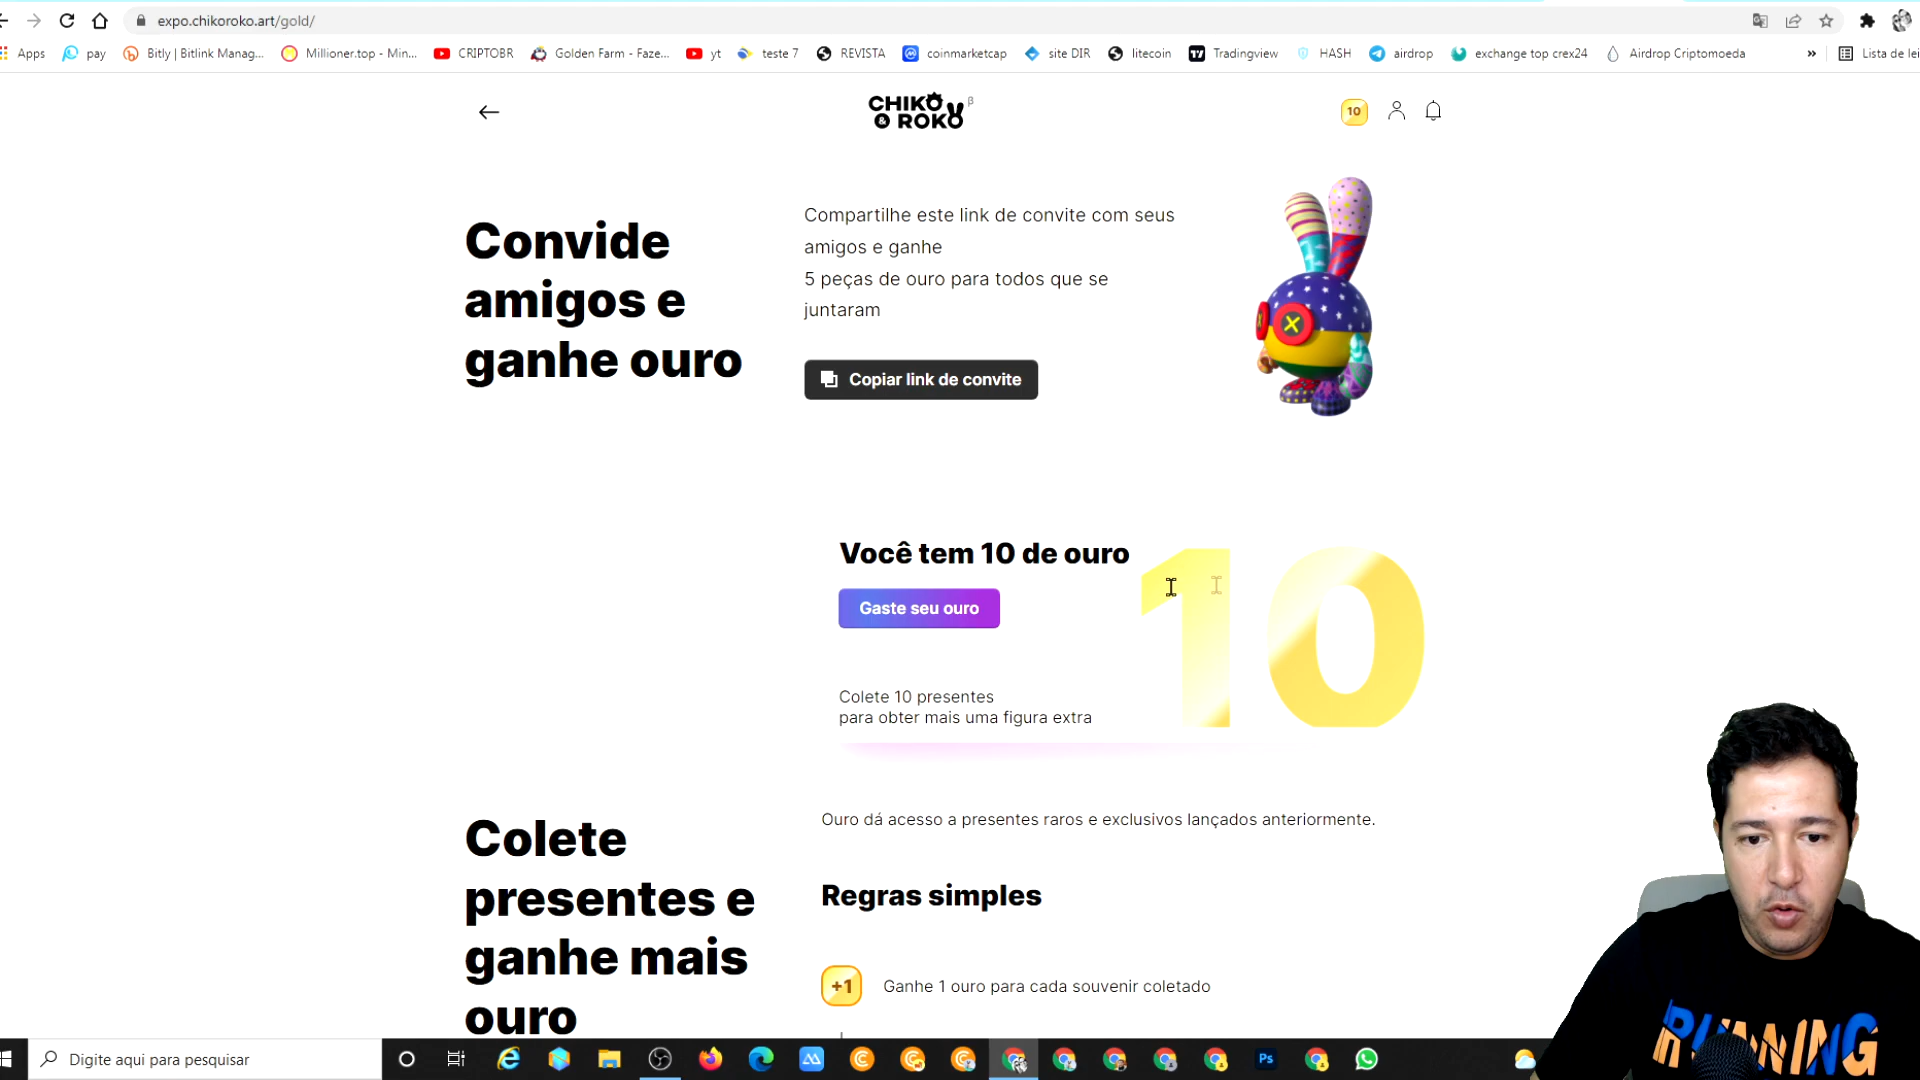 expo.chikoroko.art/gold/
Apps pay Bitly | Bitlink Manag... Millioner.top - Min... CRIPTOBR Golden Farm - Faze... yt teste 7 REVISTA coinmarketcap site DIR litecoin Tradingview HASH airdrop exchange top crex24 Airdrop Criptomoeda » Lista de lei
CHIKO & ROKO β
10
Convide amigos e ganhe ouro
Compartilhe este link de convite com seus
amigos e ganhe
5 peças de ouro para todos que se
juntaram
Copiar link de convite
Você tem 10 de ouro
10
Gaste seu ouro
Colete 10 presentes
para obter mais uma figura extra
Colete
presentes e
ganhe mais
ouro
Ouro dá acesso a presentes raros e exclusivos lançados anteriormente.
Regras simples
+1 Ganhe 1 ouro para cada souvenir coletado
Digite aqui para pesquisar
Ps
RUNNING